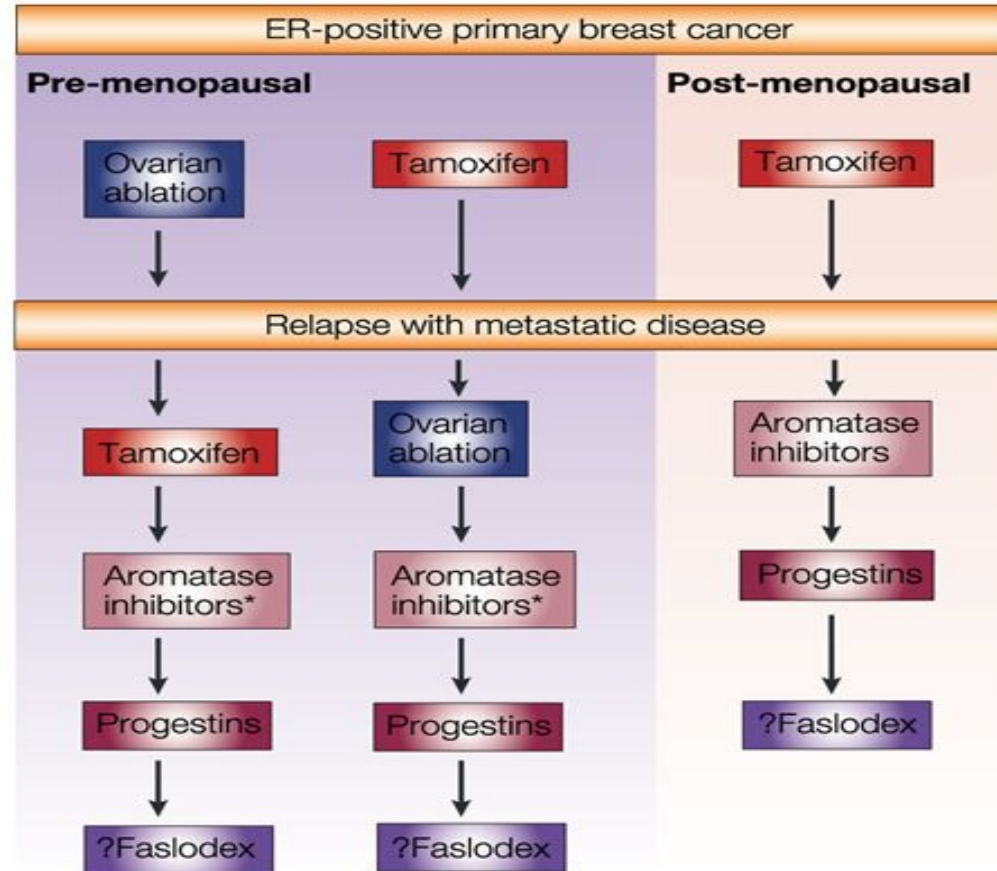 ER-positive primary breast cancer
Pre-menopausal
Post-menopausal
Ovarian
ablation
Tamoxifen
Tamoxifen
Relapse with metastatic disease
Tamoxifen
Ovarian
ablation
Aromatase
inhibitors
Aromatase
inhibitors*
Aromatase
inhibitors*
Progestins
Progestins
Progestins
?Faslodex
?Faslodex
?Faslodex